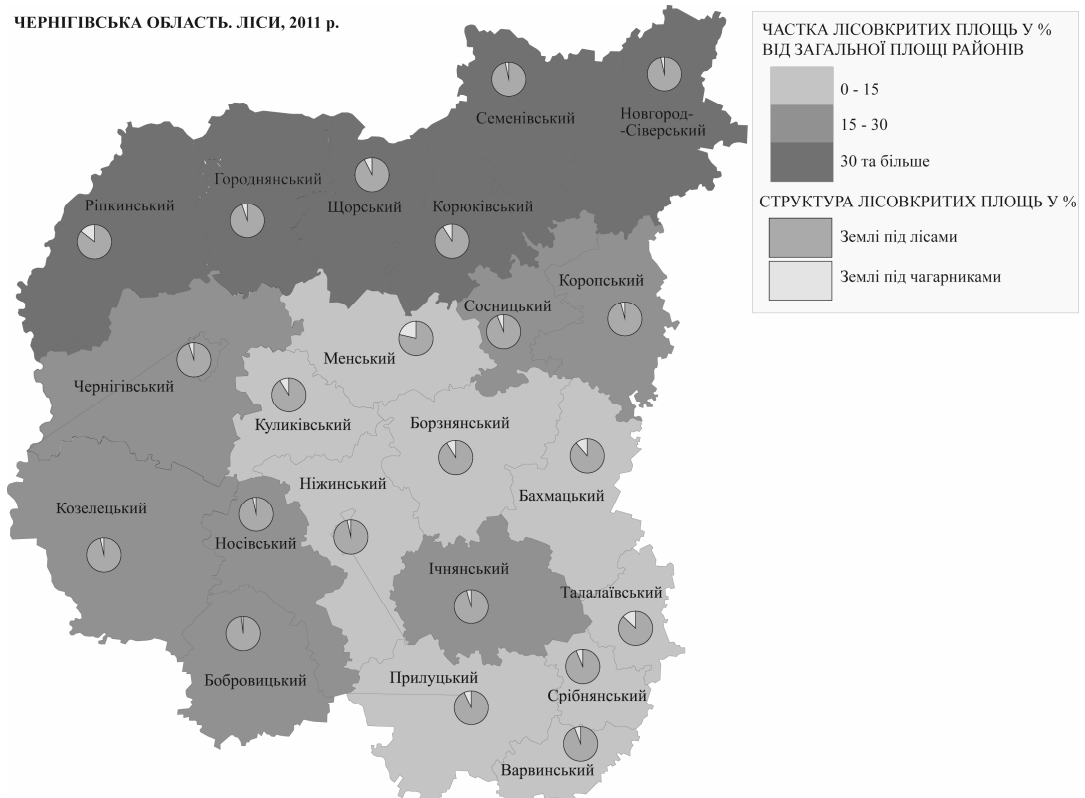 ЧЕРНІГІВСЬКА ОБЛАСТЬ. ЛІСИ, 2011 р.
ЧАСТКА ЛІСОВКРИТИХ ПЛОЩЬ У %
ВІД ЗАГАЛЬНОЇ ПЛОЩІ РАЙОНІВ
0 - 15
15 - 30
30 та більше
СТРУКТУРА ЛІСОВКРИТИХ ПЛОЩЬ У %
Землі під лісами
Землі під чагарниками
Семенівський
Новгород-
-Сіверський
Городнянський
Ріпкинський
Щорський
Корюківський
Коропський
Сосницький
Менський
Чернігівський
Куликівський
Борзнянський
Ніжинський
Бахмацький
Козелецький
Носівський
Ічнянський
Талалаївський
Бобровицький
Прилуцький
Срібнянський
Варвинський